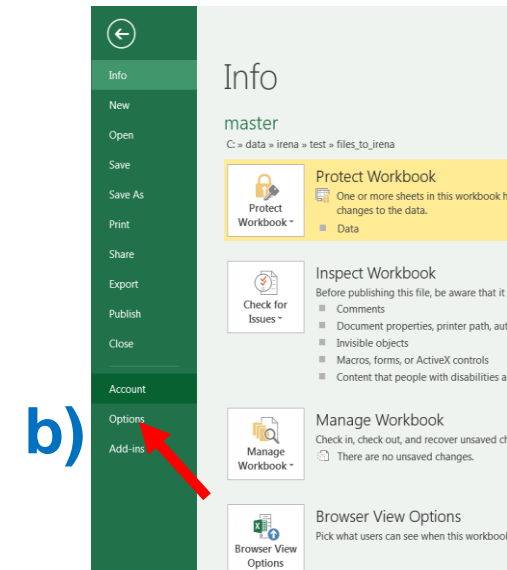 Info
New
Open
Save
Save As
Print
Share
Export
Publish
Close
Account
Options
Add-ins
b)
Info
master
C: » data » irena » test » files_to_irena
Protect Workbook
Protect Workbook
One or more sheets in this workbook h
changes to the data.
Data
Check for Issues
Inspect Workbook
Before publishing this file, be aware that it
Comments
Document properties, printer path, aut
Invisible objects
Macros, forms, or ActiveX controls
Content that people with disabilities a
Manage Workbook
Manage Workbook
Check in, check out, and recover unsaved ch
There are no unsaved changes.
Browser View Options
Browser View Options
Pick what users can see when this workbook